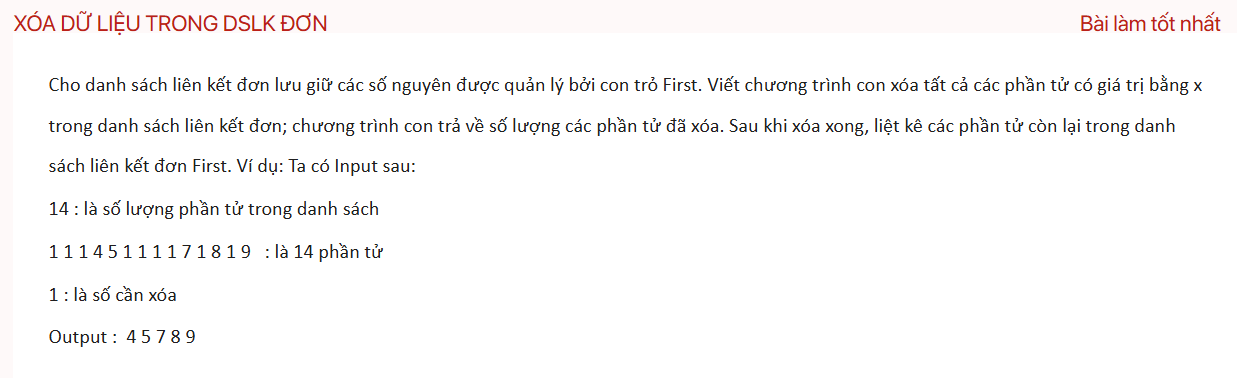 XÓA DỮ LIỆU TRONG DSLK ĐƠN
Bài làm tốt nhất
Cho danh sách liên kết đơn lưu giữ các số nguyên được quản lý bởi con trỏ First. Viết chương trình con xóa tất cả các phần tử có giá trị bằng x
trong danh sách liên kết đơn; chương trình con trả về số lượng các phần tử đã xóa. Sau khi xóa xong, liệt kê các phần tử còn lại trong danh
sách liên kết đơn First. Ví dụ: Ta có Input sau:
14 : là số lượng phần tử trong danh sách
1 1 1 4 5 1 1 1 1 7 1 8 1 9 : là 14 phần tử
1 : là số cần xóa
Output : 4 5 7 8 9